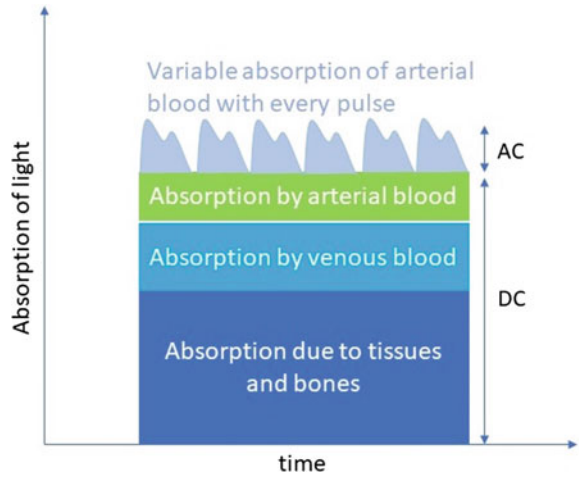 Variable absorption of arterial
blood with every pulse
AC
Absorption by arterial blood
Absorption by venous blood
DC
Absorption due to tissues
and bones
Absorption of light
time